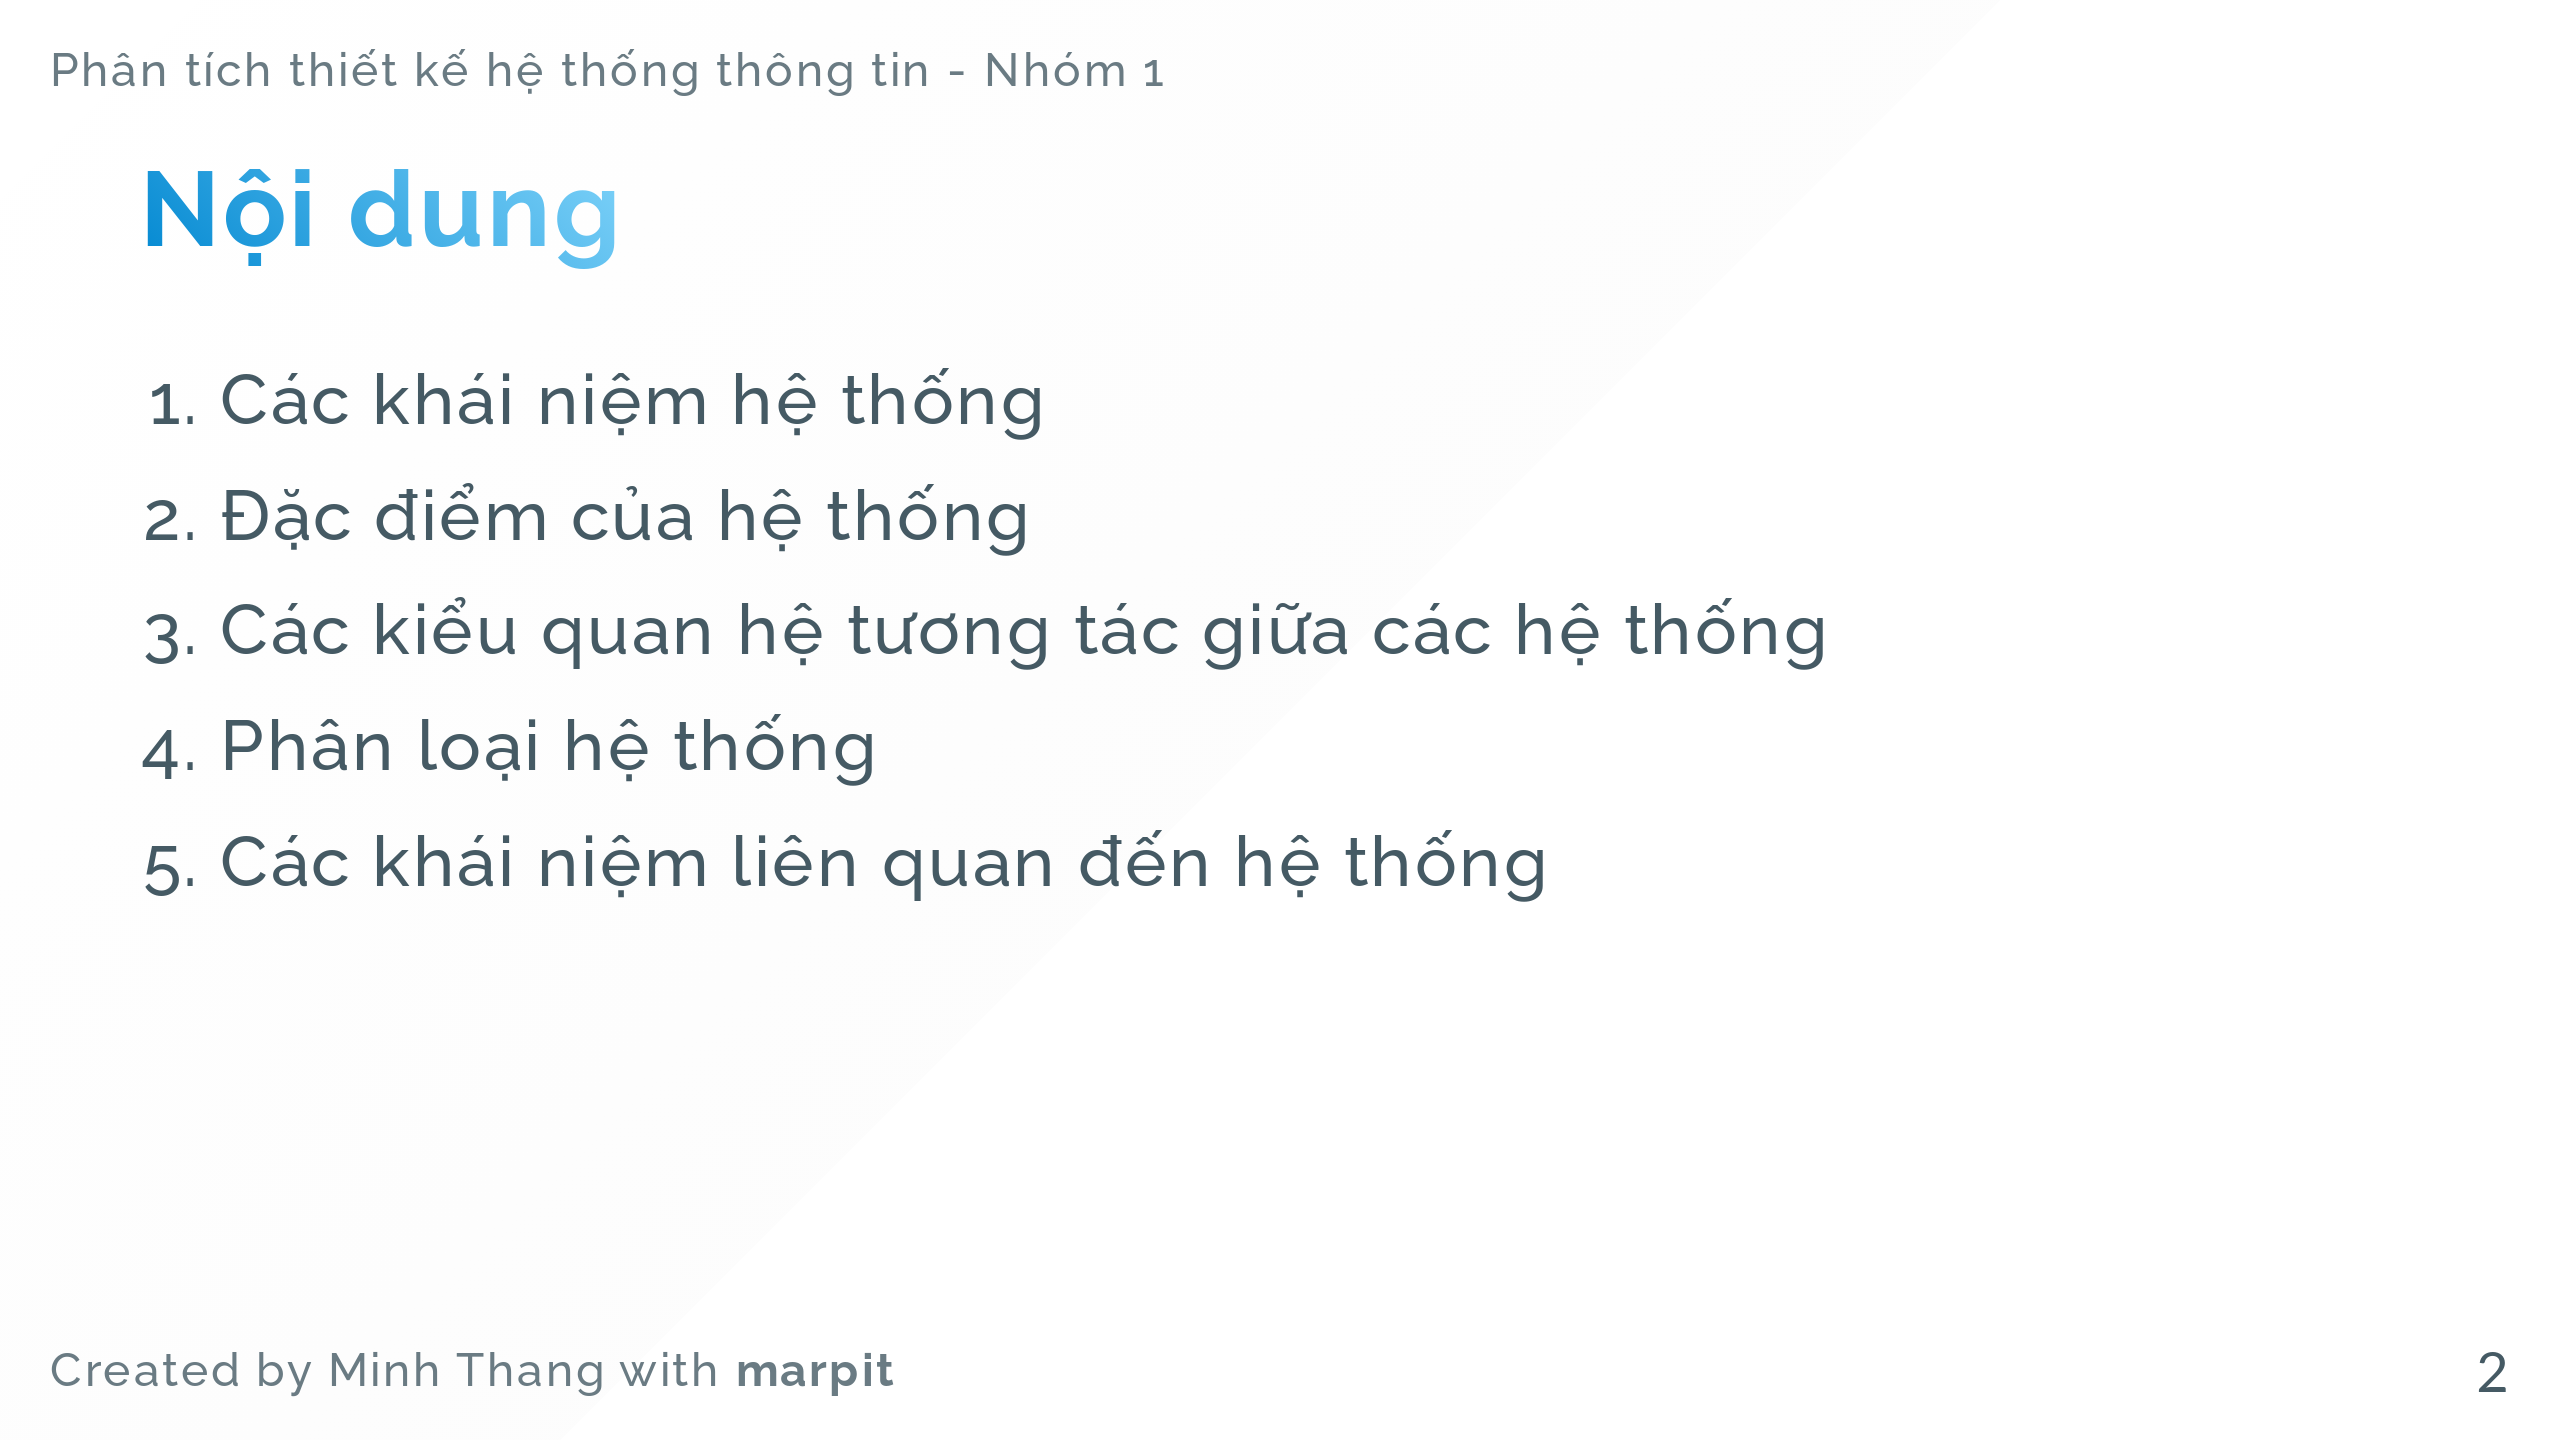 Phân tích thiết kế hệ thống thông tin - Nhóm 1
Nội dung
1. Các khái niệm hệ thống
2. Đặc điểm của hệ thống
3. Các kiểu quan hệ tương tác giữa các hệ thống
4. Phân loại hệ thống
5. Các khái niệm liên quan đến hệ thống
Created by Minh Thang with marpit
2